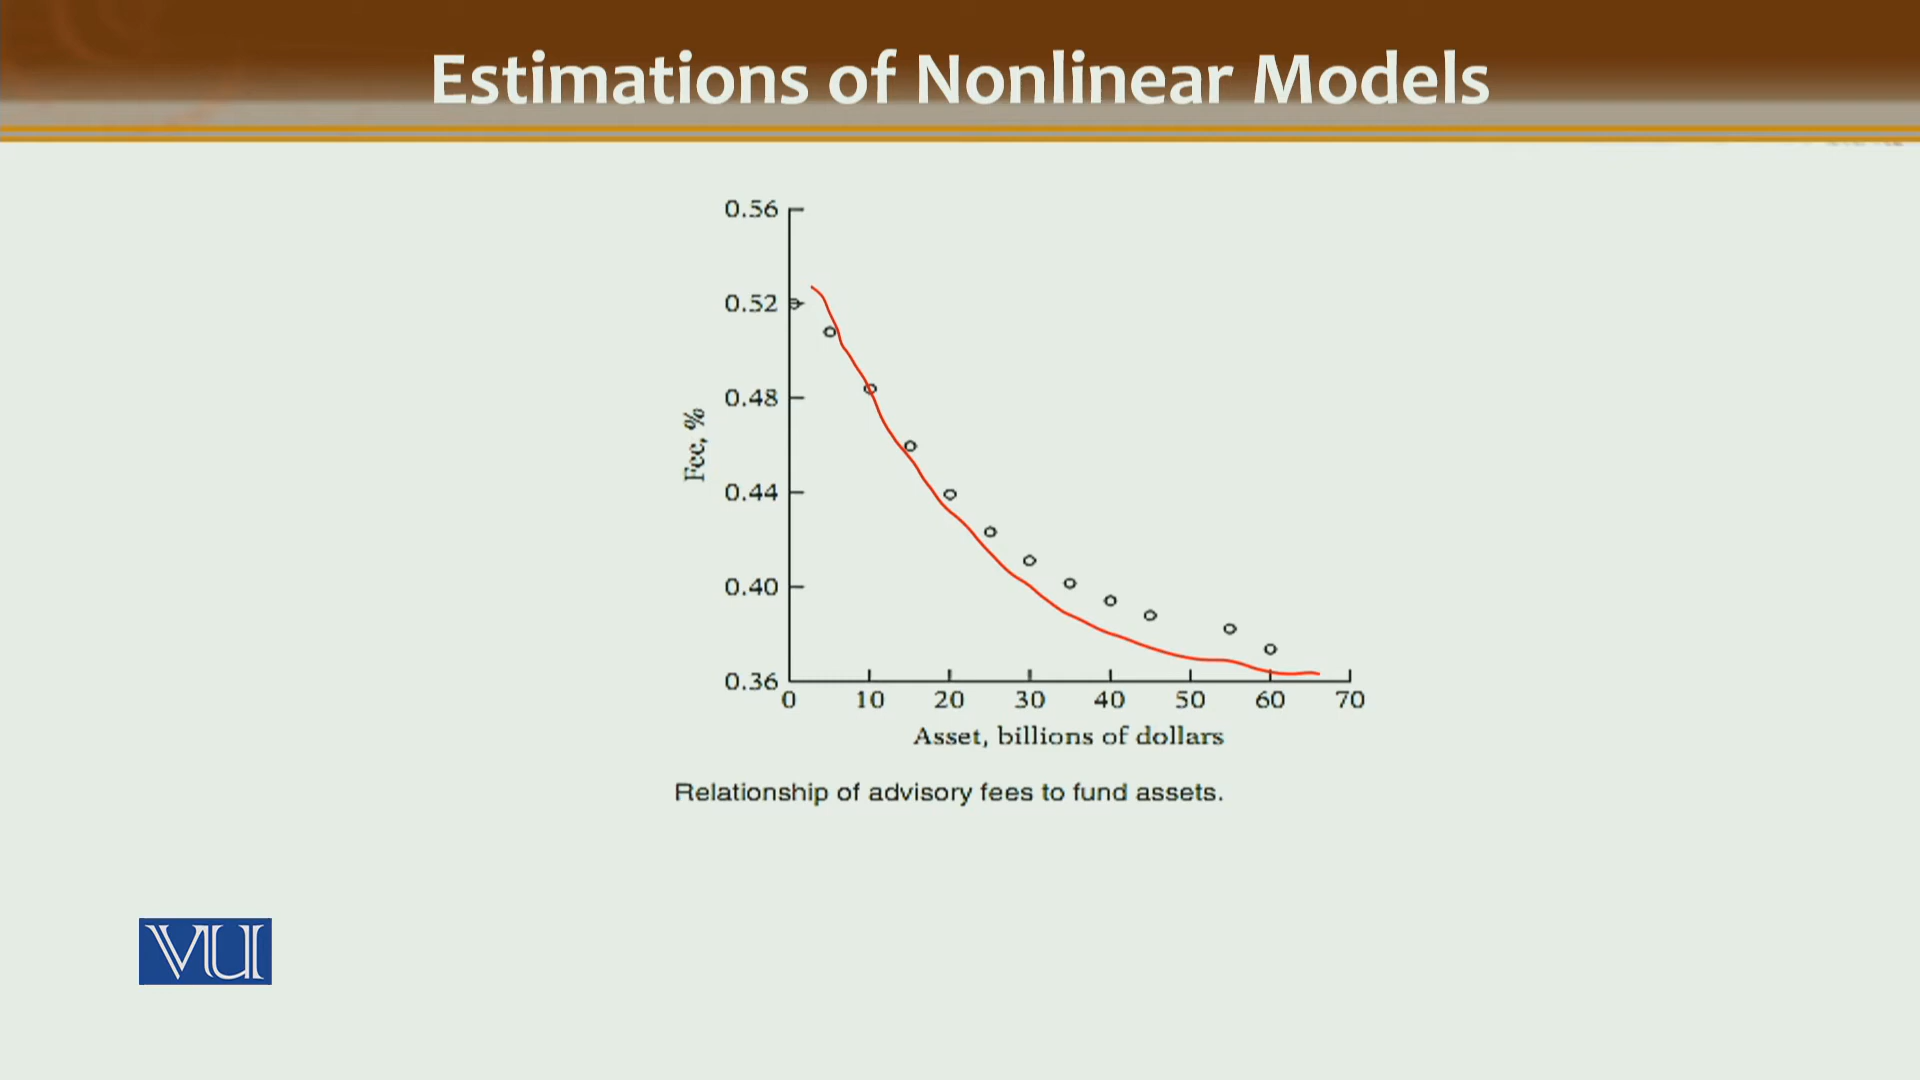 Estimations of Nonlinear Models
0.56
0.52
0.48
0.44
0.40
0.36
Fee, %
0 10 20 30 40 50 60 70
Asset, billions of dollars
Relationship of advisory fees to fund assets.
VU